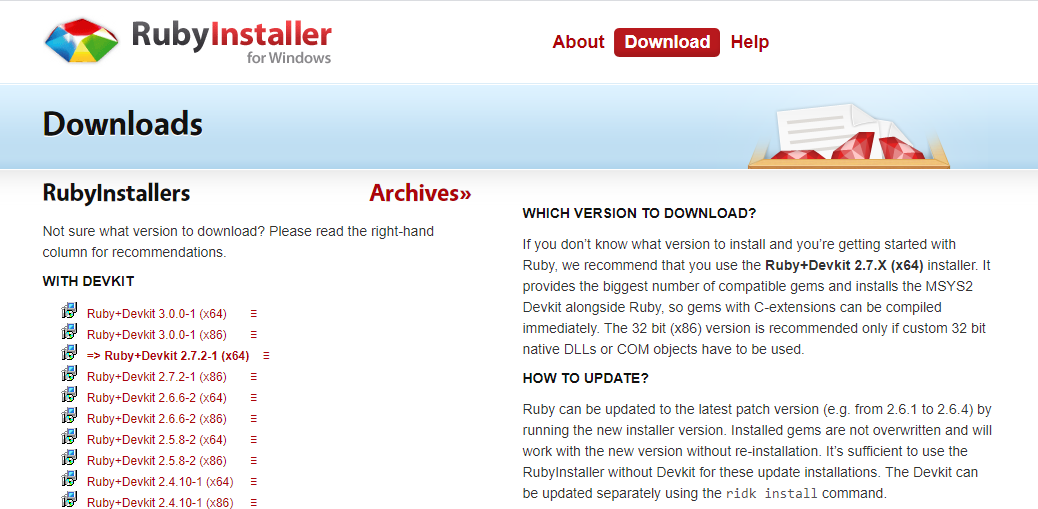 RubyInstaller
for Windows
About Download Help
Downloads
RubyInstallers
Archives»
Not sure what version to download? Please read the right-hand
column for recommendations.
WITH DEVKIT
Ruby+Devkit 3.0.0-1 (x64)
Ruby+Devkit 3.0.0-1 (x86)
=> Ruby+Devkit 2.7.2-1 (x64)
Ruby+Devkit 2.7.2-1 (x86)
Ruby+Devkit 2.6.6-2 (x64)
Ruby+Devkit 2.6.6-2 (x86)
Ruby+Devkit 2.5.8-2 (x64)
Ruby+Devkit 2.5.8-2 (x86)
Ruby+Devkit 2.4.10-1 (x64)
Ruby+Devkit 2.4.10-1 (x86)
WHICH VERSION TO DOWNLOAD?
If you don’t know what version to install and you’re getting started with
Ruby, we recommend that you use the Ruby+Devkit 2.7.X (x64) installer. It
provides the biggest number of compatible gems and installs the MSYS2
Devkit alongside Ruby, so gems with C-extensions can be compiled
immediately. The 32 bit (x86) version is recommended only if custom 32 bit
native DLLs or COM objects have to be used.
HOW TO UPDATE?
Ruby can be updated to the latest patch version (e.g. from 2.6.1 to 2.6.4) by
running the new installer version. Installed gems are not overwritten and will
work with the new version without re-installation. It’s sufficient to use the
RubyInstaller without Devkit for these update installations. The Devkit can
be updated separately using the ridk install command.